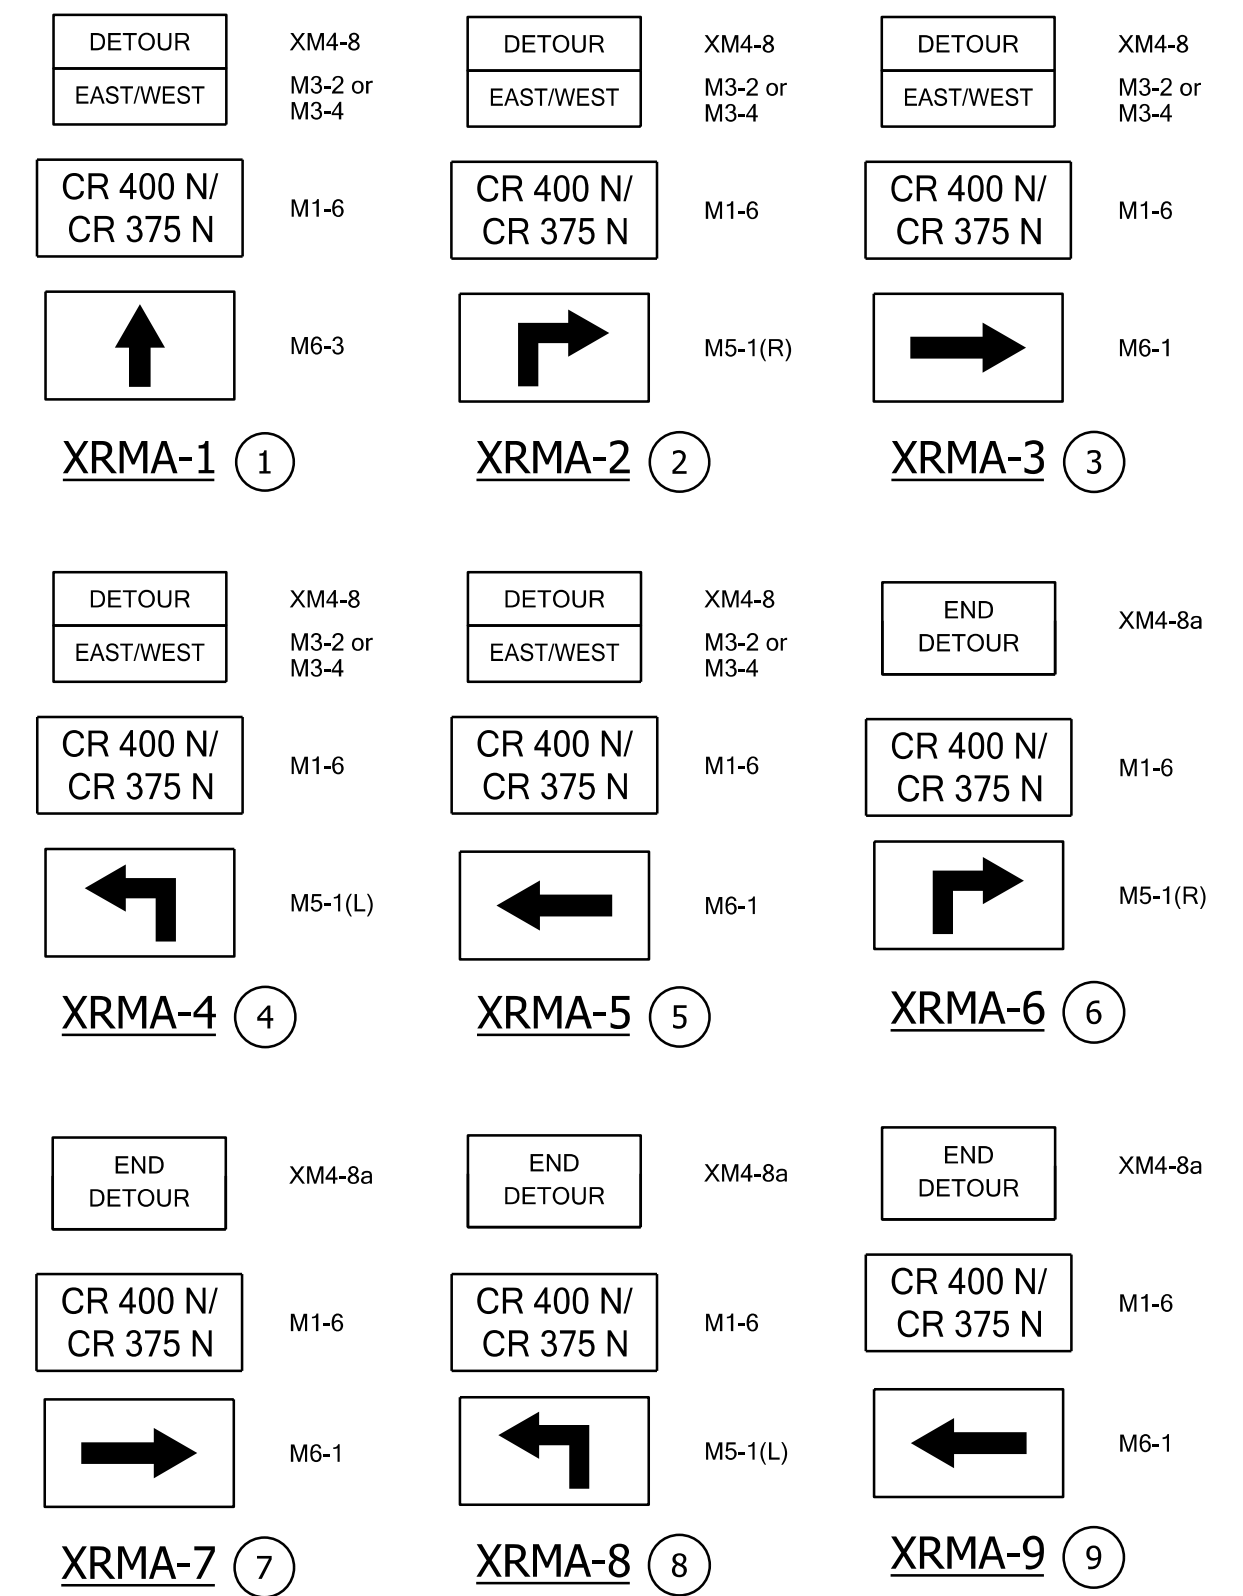 DETOUR XM4-8
EAST/WEST M3-2 or
M3-4
CR 400 N/
CR 375 N
M1-6
M6-3
XRMA-1 1
DETOUR XM4-8
EAST/WEST M3-2 or
M3-4
CR 400 N/
CR 375 N
M1-6
M5-1(R)
XRMA-2 2
DETOUR XM4-8
EAST/WEST M3-2 or
M3-4
CR 400 N/
CR 375 N
M1-6
M6-1
XRMA-3 3
DETOUR XM4-8
EAST/WEST M3-2 or
M3-4
CR 400 N/
CR 375 N
M1-6
M5-1(L)
XRMA-4 4
DETOUR XM4-8
EAST/WEST M3-2 or
M3-4
CR 400 N/
CR 375 N
M1-6
M6-1
XRMA-5 5
END
DETOUR
XM4-8a
CR 400 N/
CR 375 N
M1-6
M5-1(R)
XRMA-6 6
END
DETOUR
XM4-8a
CR 400 N/
CR 375 N
M1-6
M6-1
XRMA-7 7
END
DETOUR
XM4-8a
CR 400 N/
CR 375 N
M1-6
M5-1(L)
XRMA-8 8
END
DETOUR
XM4-8a
CR 400 N/
CR 375 N
M1-6
M6-1
XRMA-9 9